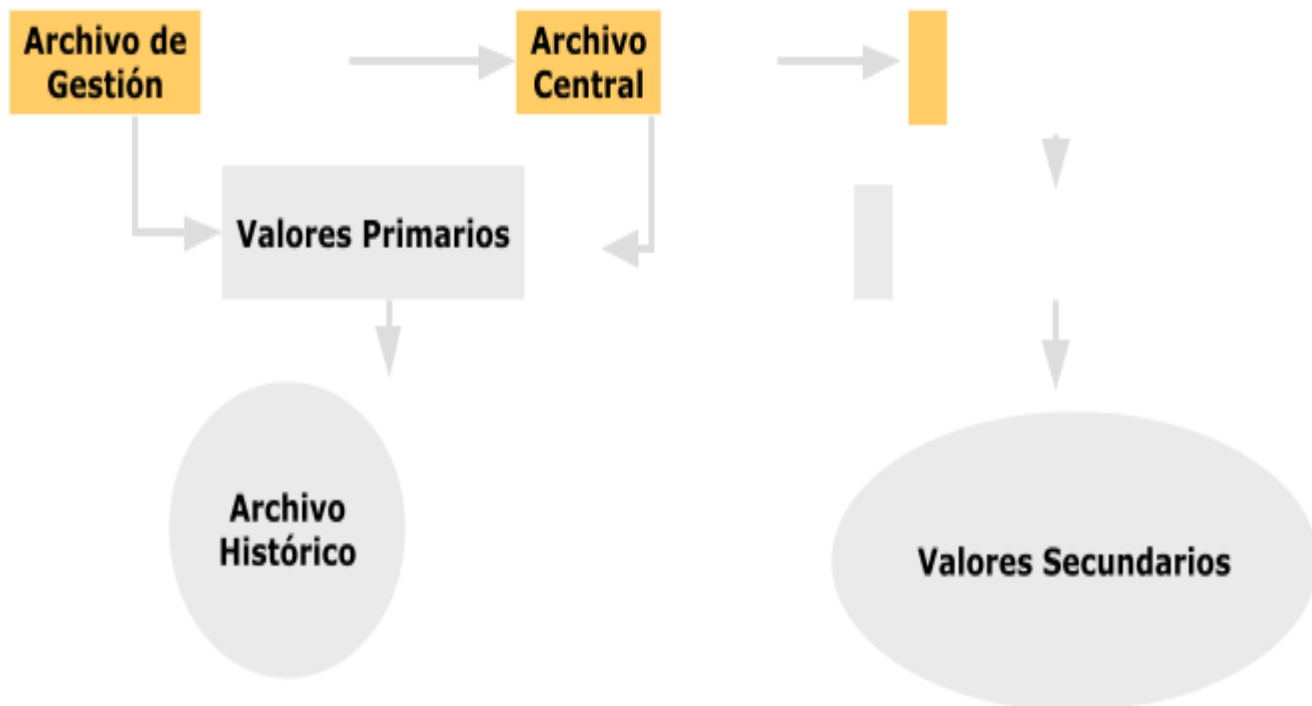 Archivo de
Gestión
Archivo
Central
Valores Primarios
Archivo
Histórico
Valores Secundarios